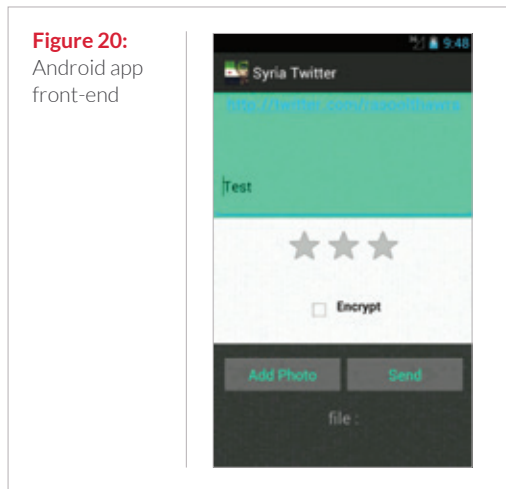 Figure 20:
Android app
front-end
9:48
Syria Twitter
Test
Encrypt
Add Photo
Send
file :